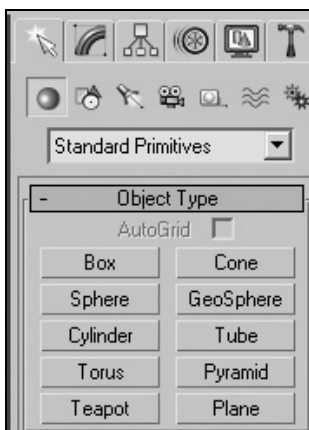 Standard Primitives
- Object Type
AutoGrid
Box Cone
Sphere GeoSphere
Cylinder Tube
Torus Pyramid
Teapot Plane